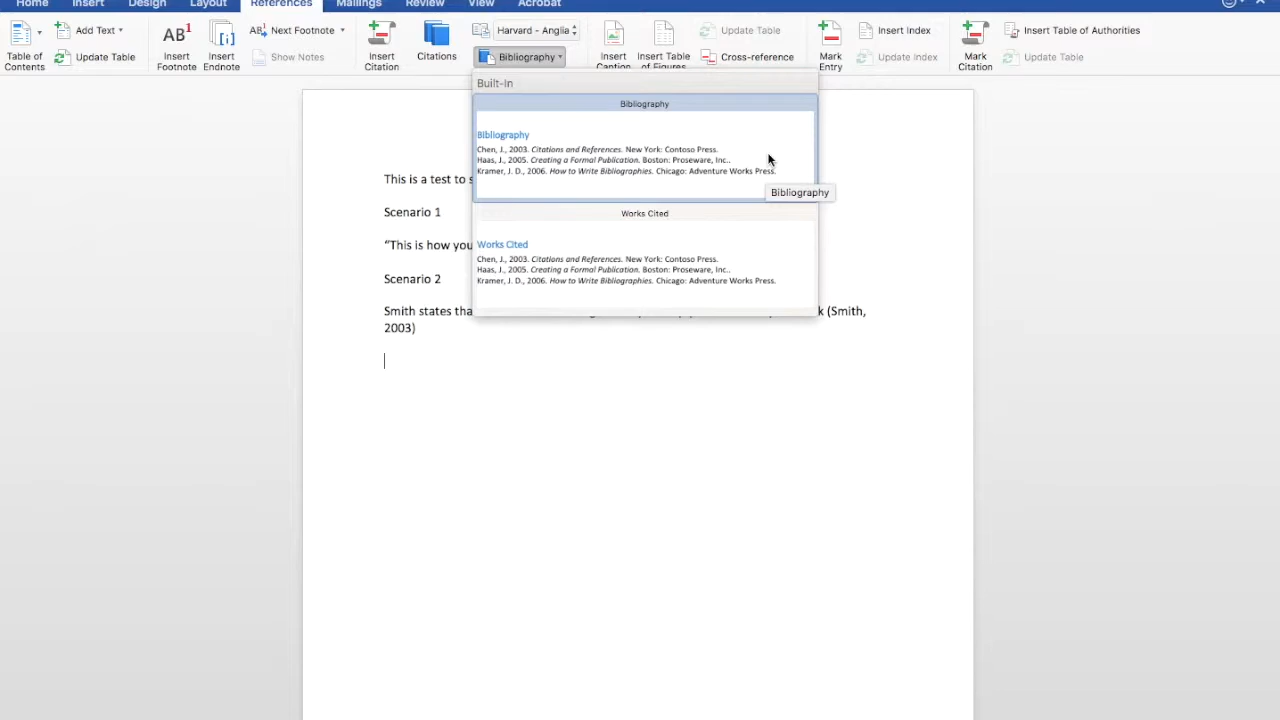 Home Insert Design Layout References Mailings Review View Acrobat
Add Text
Table of Contents
Update Table
AB1
Insert Footnote
Insert Endnote
AB1 Next Footnote
Show Notes
Insert Citation
Citations
Harvard - Anglia
Bibliography
Insert Caption
Insert Table of Figures
Update Table
Cross-reference
Mark Entry
Insert Index
Update Index
Mark Citation
Insert Table of Authorities
Update Table
Built-In
Bibliography
Bibliography
Chen, J., 2003. Citations and References. New York: Contoso Press.
Haas, J., 2005. Creating a Formal Publication. Boston: Proseware, Inc..
Kramer, J. D., 2006. How to Write Bibliographies. Chicago: Adventure Works Press.
Bibliography
Works Cited
Works Cited
Chen, J., 2003. Citations and References. New York: Contoso Press.
Haas, J., 2005. Creating a Formal Publication. Boston: Proseware, Inc..
Kramer, J. D., 2006. How to Write Bibliographies. Chicago: Adventure Works Press.
This is a test to s
Scenario 1
“This is how you
Scenario 2
Smith states tha k (Smith,
2003)